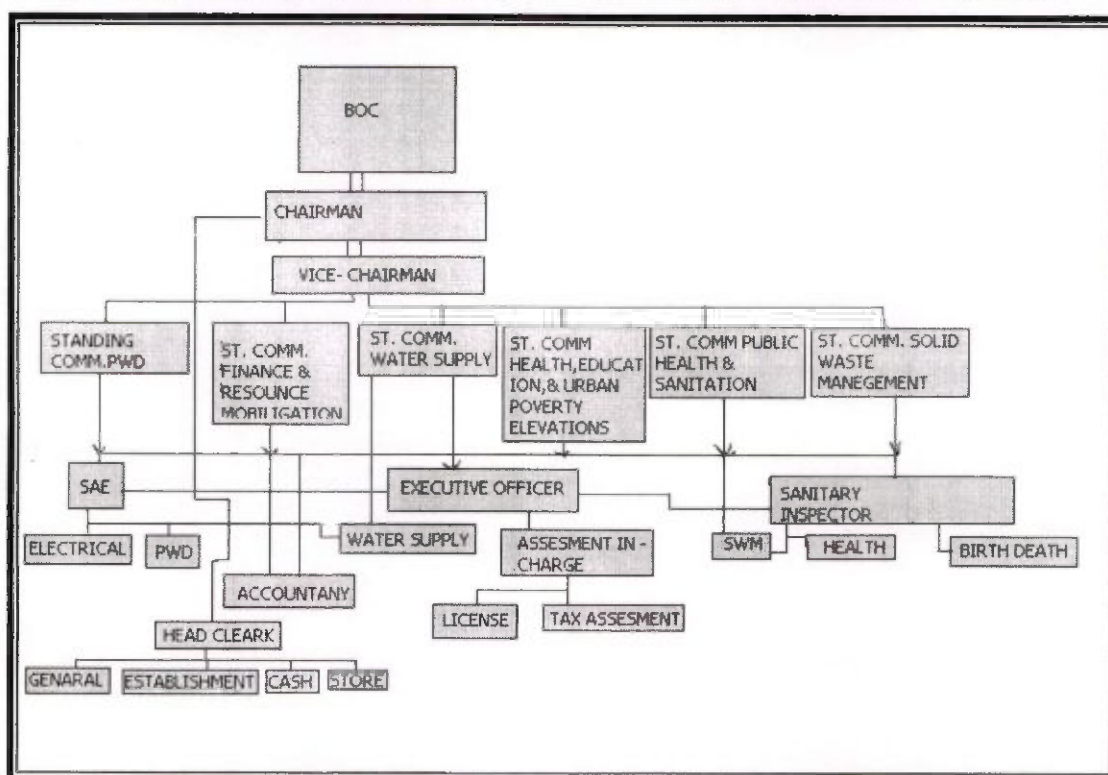 BOC
CHAIRMAN
VICE- CHAIRMAN
STANDING
COMM.PWD
ST. COMM.
FINANCE &
RESOUNCE
MOBILIGATION
ST. COMM.
WATER SUPPLY
ST. COMM
HEALTH,EDUCAT
ION,& URBAN
POVERTY
ELEVATIONS
ST. COMM PUBLIC
HEALTH &
SANITATION
ST. COMM. SOLID
WASTE
MANEGEMENT
SAE
EXECUTIVE OFFICER
SANITARY
INSPECTOR
ELECTRICAL
PWD
WATER SUPPLY
ASSESMENT IN -
CHARGE
SWM
HEALTH
BIRTH DEATH
ACCOUNTANY
LICENSE
TAX ASSESMENT
HEAD CLEARK
GENARAL
ESTABLISHMENT
CASH
STORE